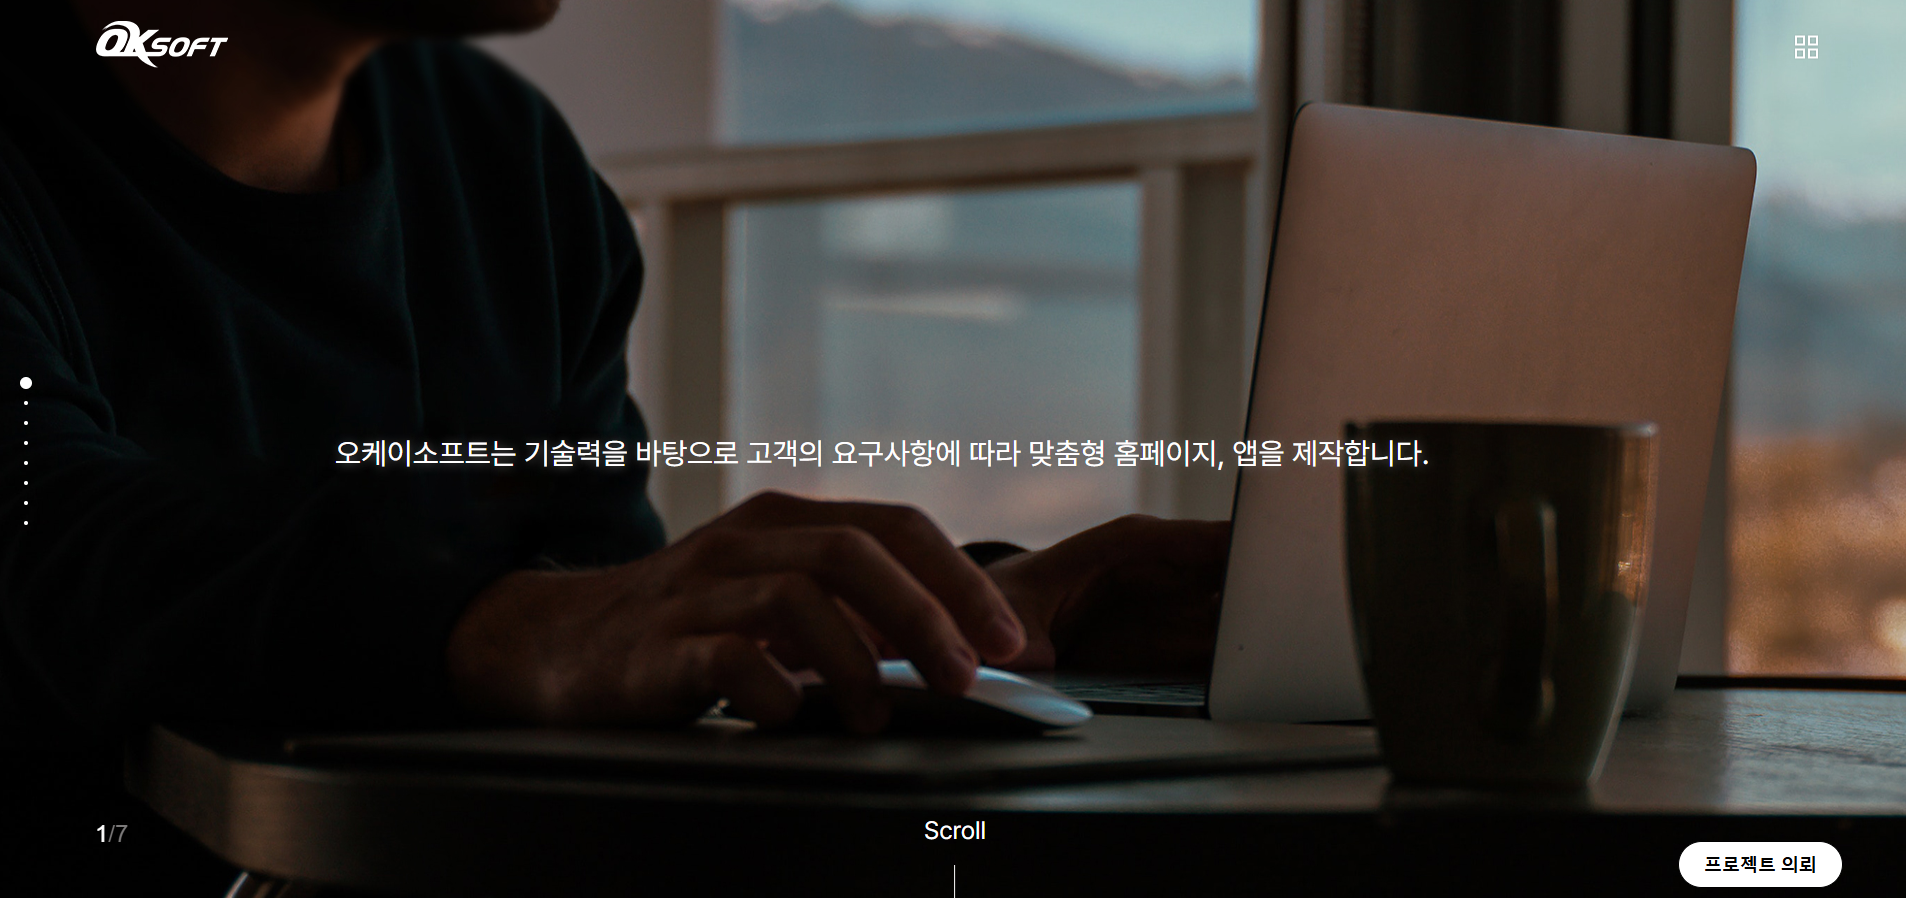 OKSOFT
오케이소프트는 기술력을 바탕으로 고객의 요구사항에 따라 맞춤형 홈페이지, 앱을 제작합니다.
1/7
Scroll
프로젝트 의뢰